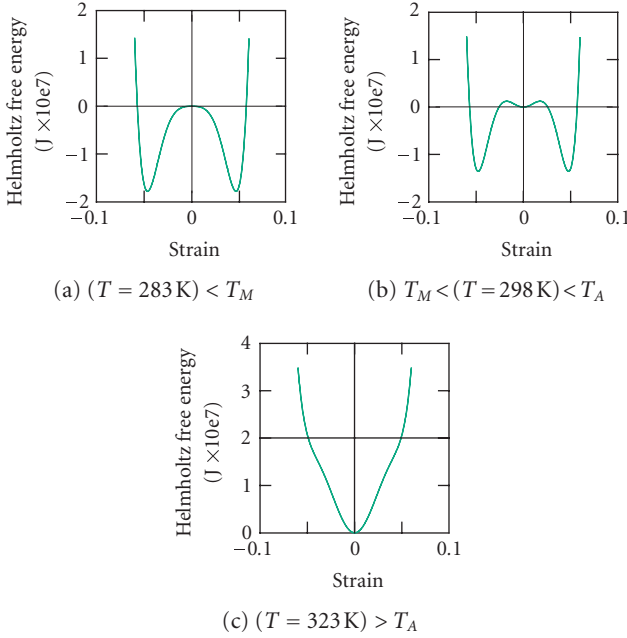 Helmholtz free energy
(J ×10e7)
2
1
0
−1
−2
−0.1
0
0.1
Strain
(a) (T = 283 K) < T_M
Helmholtz free energy
(J ×10e7)
2
1
0
−1
−2
−0.1
0
0.1
Strain
(b) T_M < (T = 298 K) < T_A
Helmholtz free energy
(J ×10e7)
4
3
2
1
0
−0.1
0
0.1
Strain
(c) (T = 323 K) > T_A